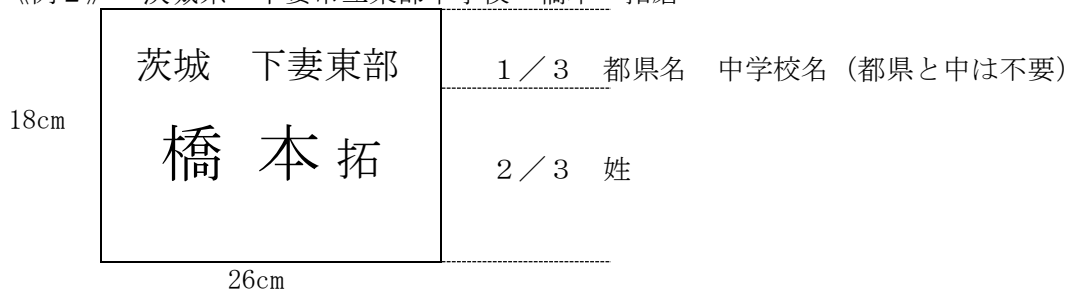 茨城　下妻東部
１／３　都県名　中学校名（都県と中は不要）
18cm
橋　本 拓
２／３　姓
26cm